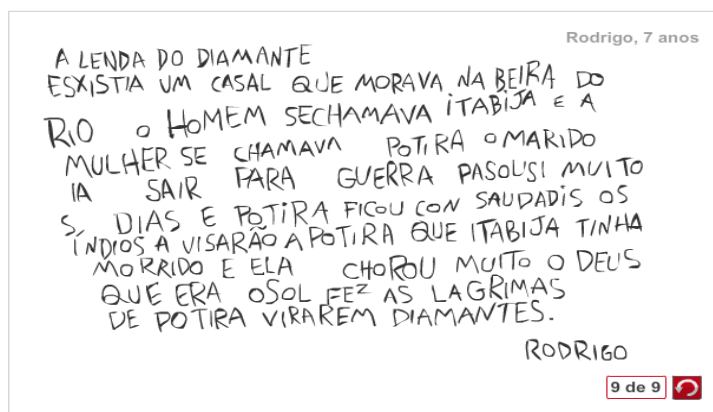 Rodrigo, 7 anos
A LENDA DO DIAMANTE
ESXISTIA UM CASAL QUE MORAVA NA BEIRA DO
RIO O HOMEM SECHAMAVA ITABIJA E A
MULHER SE CHAMAVA POTIRA O MARIDO
IA SAIR PARA GUERRA PASOUSI MUITO
S, DIAS E POTIRA FICOU CON SAUDADIS OS
ÍNDIOS A VISARÃO A POTIRA QUE ITABIJA TINHA
MORRIDO E ELA CHOROU MUITO O DEUS
QUE ERA OSOL FEZ AS LAGRIMAS
DE POTIRA VIRAREM DIAMANTES.
RODRIGO
9 de 9